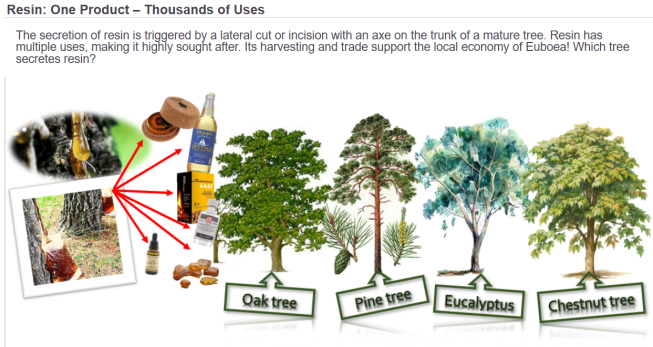 Resin: One Product – Thousands of Uses
The secretion of resin is triggered by a lateral cut or incision with an axe on the trunk of a mature tree. Resin has
multiple uses, making it highly sought after. Its harvesting and trade support the local economy of Euboea! Which tree
secretes resin?
Oak tree
Pine tree
Eucalyptus
Chestnut tree